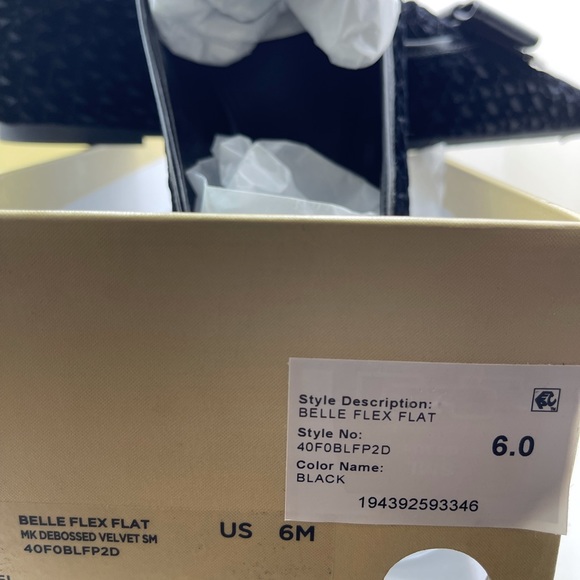 Style Description:
BELLE FLEX FLAT
Style No:
40F0BLFP2D
6.0
Color Name:
BLACK
194392593346
BELLE FLEX FLAT
MK DEBOSSED VELVET SM
40F0BLFP2D
US 6M